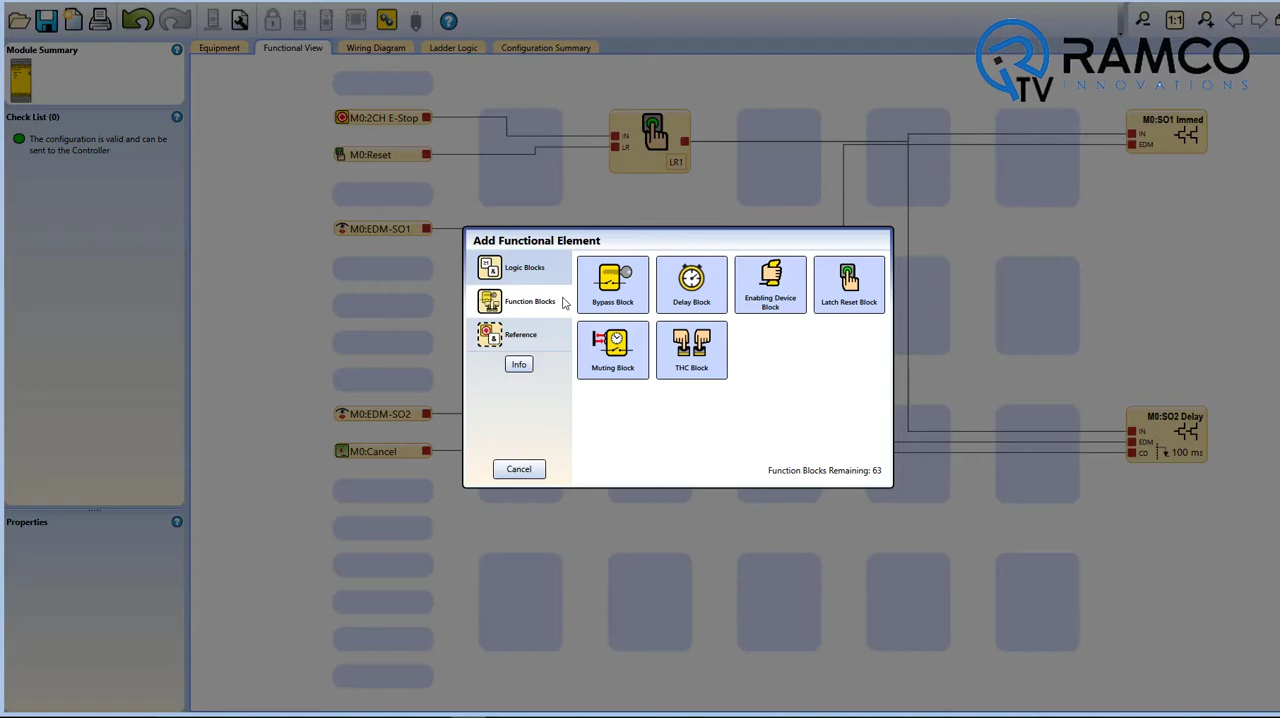 1:1
RAMCO
INNOVATIONS
TV
Module Summary
Equipment
Functional View
Wiring Diagram
Ladder Logic
Configuration Summary
Check List (0)
The configuration is valid and can be
sent to the Controller
Properties
M0:2CH E-Stop
M0:Reset
M0:EDM-SO1
M0:EDM-SO2
M0:Cancel
IN
LR
LR1
M0:SO1 Immed
IN
EDM
M0:SO2 Delay
IN
EDM
CD
100 ms
Add Functional Element
Logic Blocks
Function Blocks
Reference
Info
Cancel
Bypass Block
Delay Block
Enabling Device
Block
Latch Reset Block
Muting Block
THC Block
Function Blocks Remaining: 63